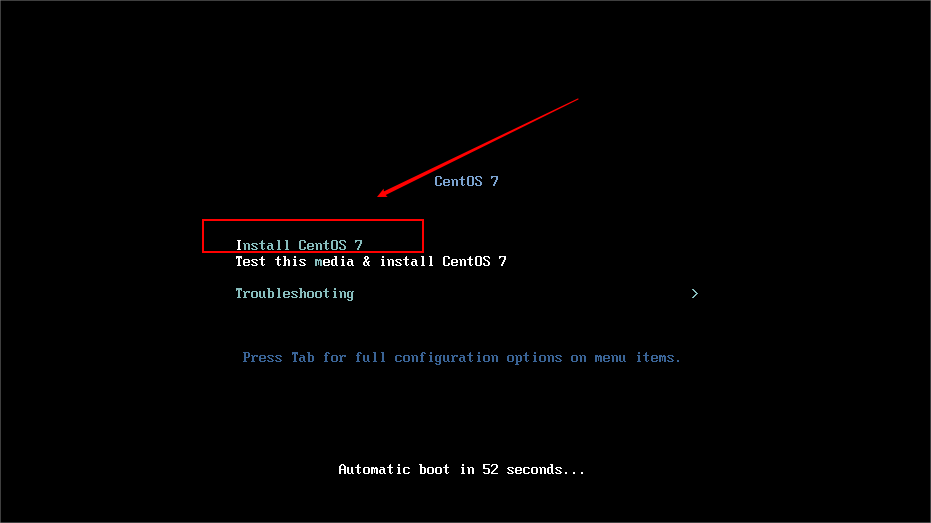 CentOS 7
Install CentOS 7
Test this media & install CentOS 7
Troubleshooting >
Press Tab for full configuration options on menu items.
Automatic boot in 52 seconds...